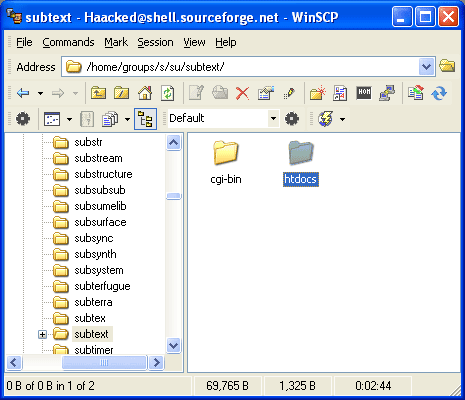 subtext - Haacked@shell.sourceforge.net - WinSCP
File Commands Mark Session View Help
Address /home/groups/s/su/subtext/
Default
substr
substream
substructure
subsubsub
subsumelib
subsurface
subsync
subsynth
subsystem
subterfugue
subterra
subtex
subtext
subtimer
cgi-bin
htdocs
0 B of 0 B in 1 of 2 69,765 B 1,325 B 0:02:44